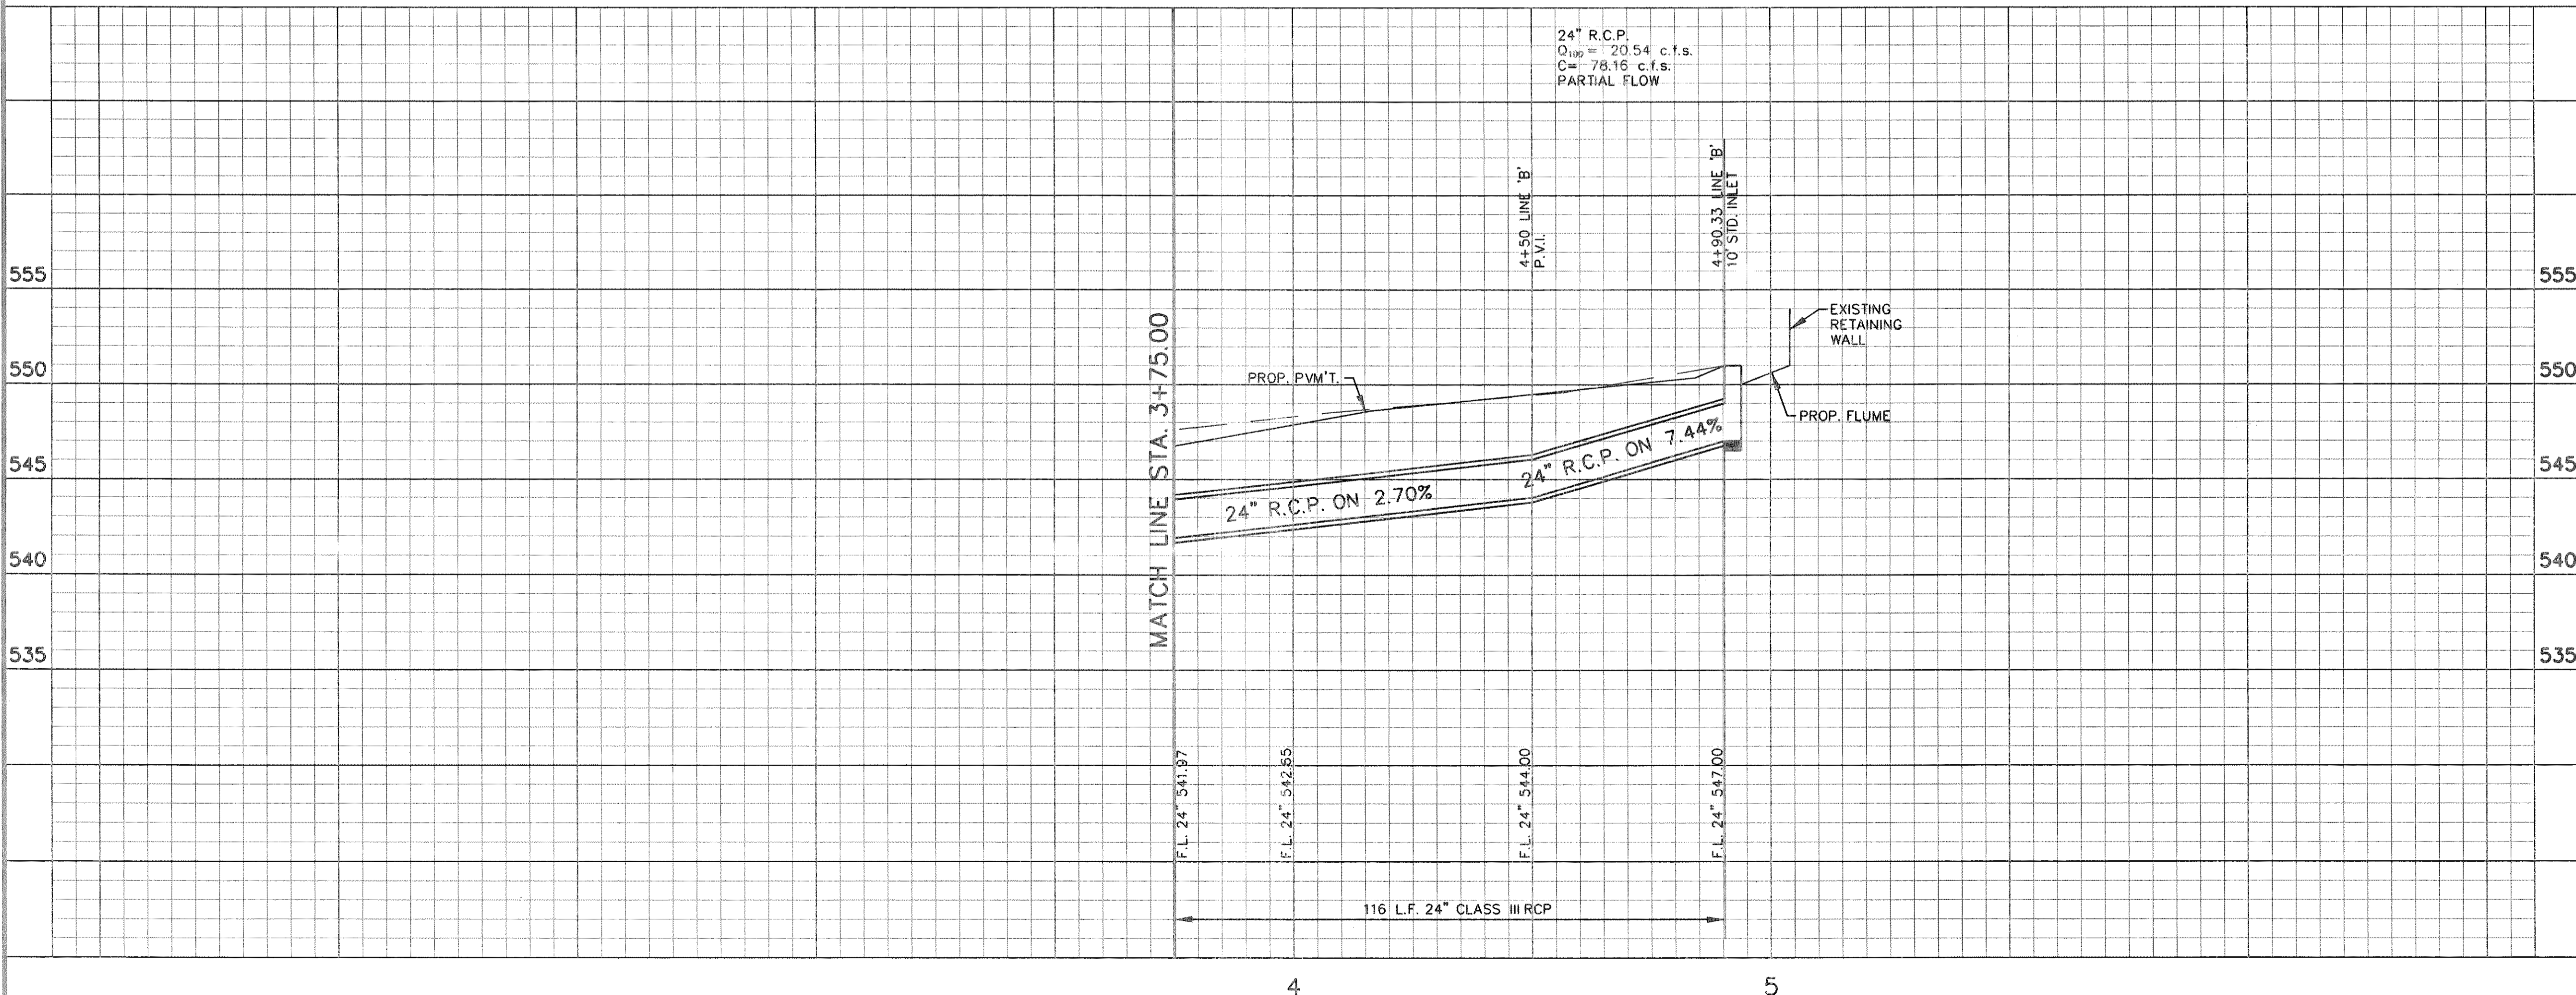 24" R.C.P.
Q100 = 20.54 c.f.s.
C= 78.16 c.f.s.
PARTIAL FLOW
4+50 LINE 'B'
P.V.I.
4+90.33 LINE 'B'
10' STD. INLET
555
555
EXISTING
RETAINING
WALL
MATCH LINE STA. 3+75.00
550
550
PROP. PVM'T.
PROP. FLUME
545
545
24" R.C.P. ON 2.70%
24" R.C.P. ON 7.44%
540
540
535
535
F.L. 24" 541.97
F.L. 24" 542.65
F.L. 24" 544.00
F.L. 24" 547.00
116 L.F. 24" CLASS III RCP
4
5